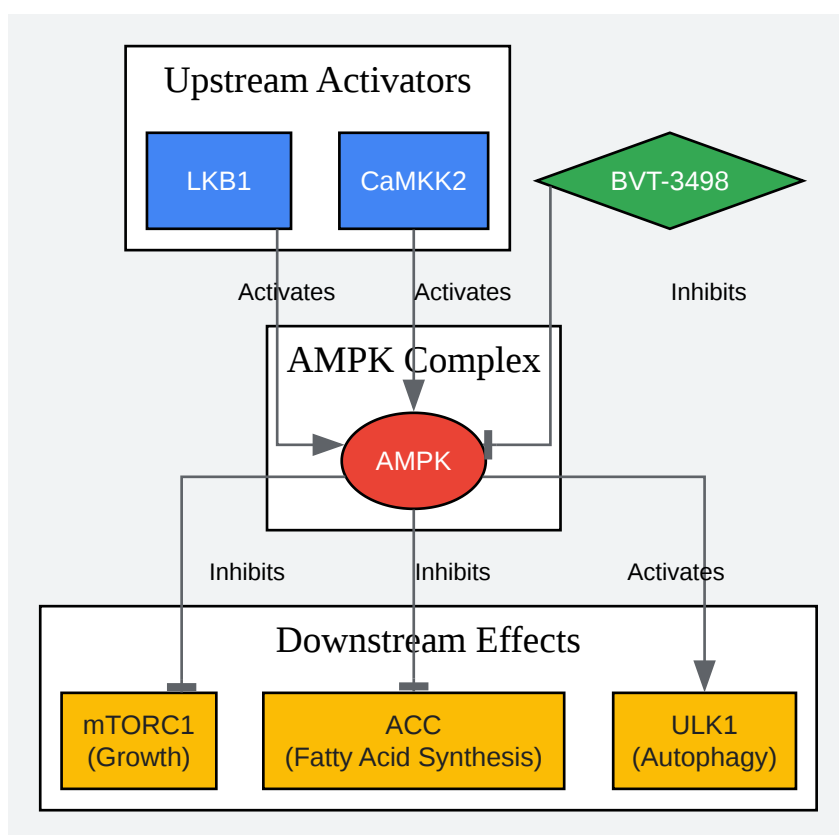 Upstream Activators
LKB1
CaMKK2
BVT-3498
Activates
Activates
Inhibits
AMPK Complex
AMPK
Inhibits
Inhibits
Activates
Downstream Effects
mTORC1
(Growth)
ACC
(Fatty Acid Synthesis)
ULK1
(Autophagy)